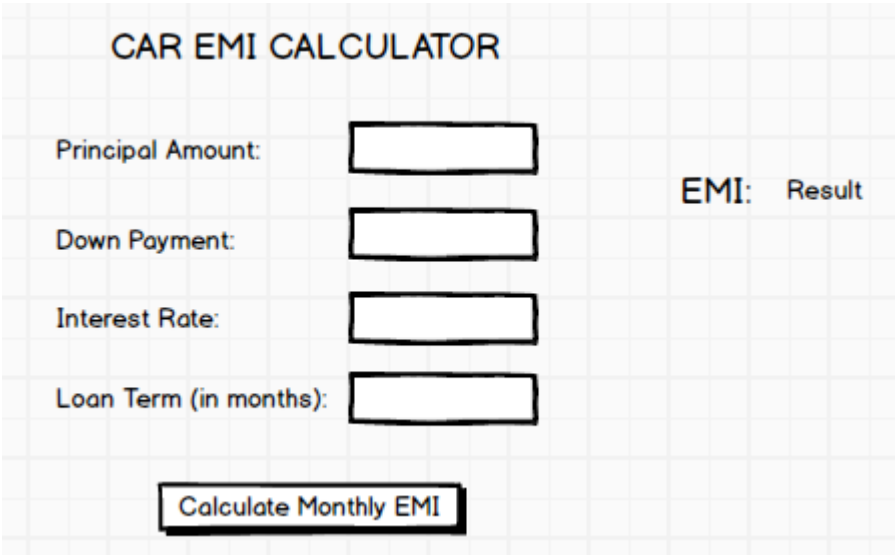 CAR EMI CALCULATOR
Principal Amount:
EMI: Result
Down Payment:
Interest Rate:
Loan Term (in months):
Calculate Monthly EMI